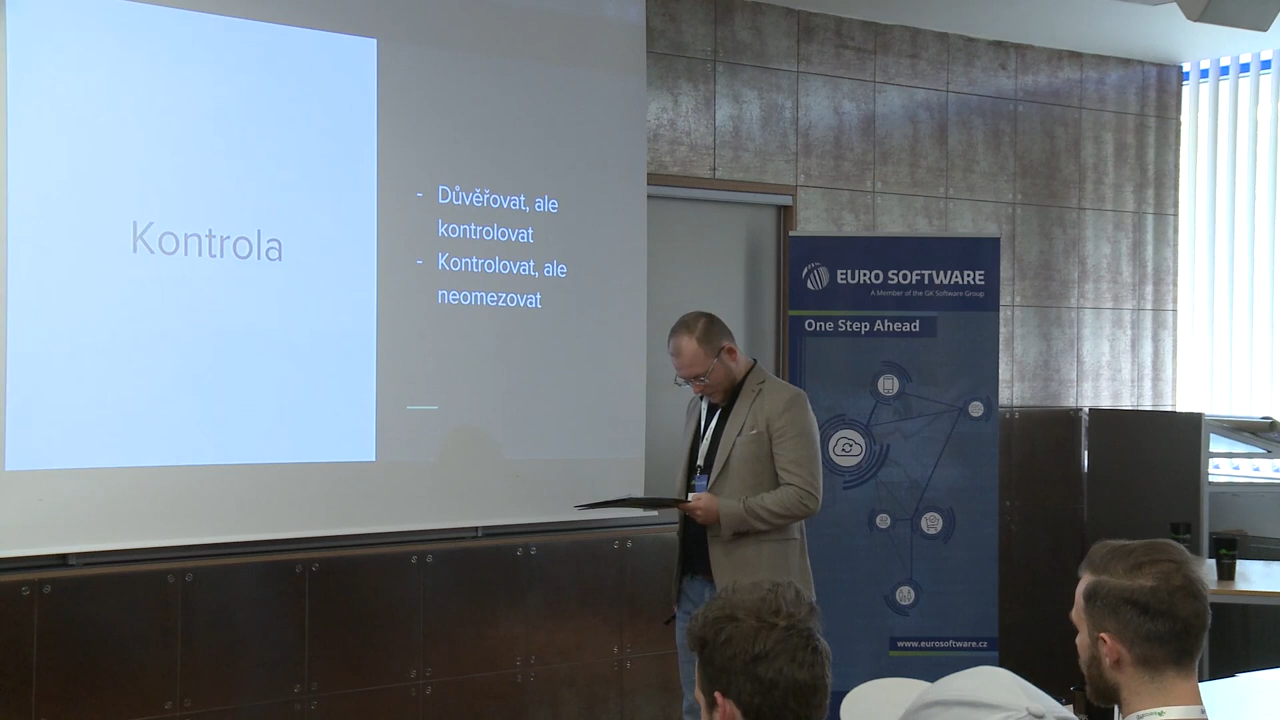 Kontrola
- Důvěřovat, ale
kontrolovat
- Kontrolovat, ale
neomezovat
EURO SOFTWARE
A Member of the GK Software Group
One Step Ahead
www.eurosoftware.cz